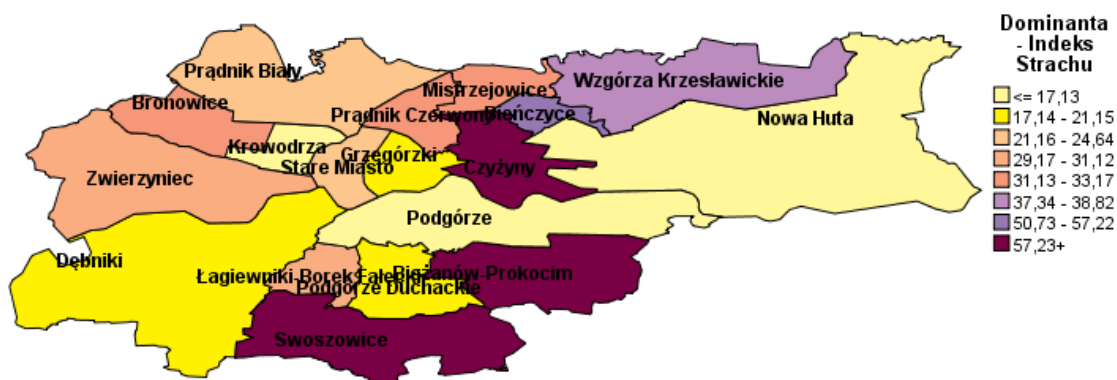 Dominanta
- Indeks
Strachu
<= 17,13
17,14 - 21,15
21,16 - 24,64
29,17 - 31,12
31,13 - 33,17
37,34 - 38,82
50,73 - 57,22
57,23+
Prądnik Biały
Mistrzejowice
Wzgórza Krzesławickie
Bronowice
Prądnik Czerwony
Bieńczyce
Nowa Huta
Krowodrza
Grzegórzki
Stare Miasto
Czyżyny
Zwierzyniec
Podgórze
Dębniki
Łagiewniki-Borek Fałęcki
Bieżanów-Prokocim
Podgórze Duchackie
Swoszowice